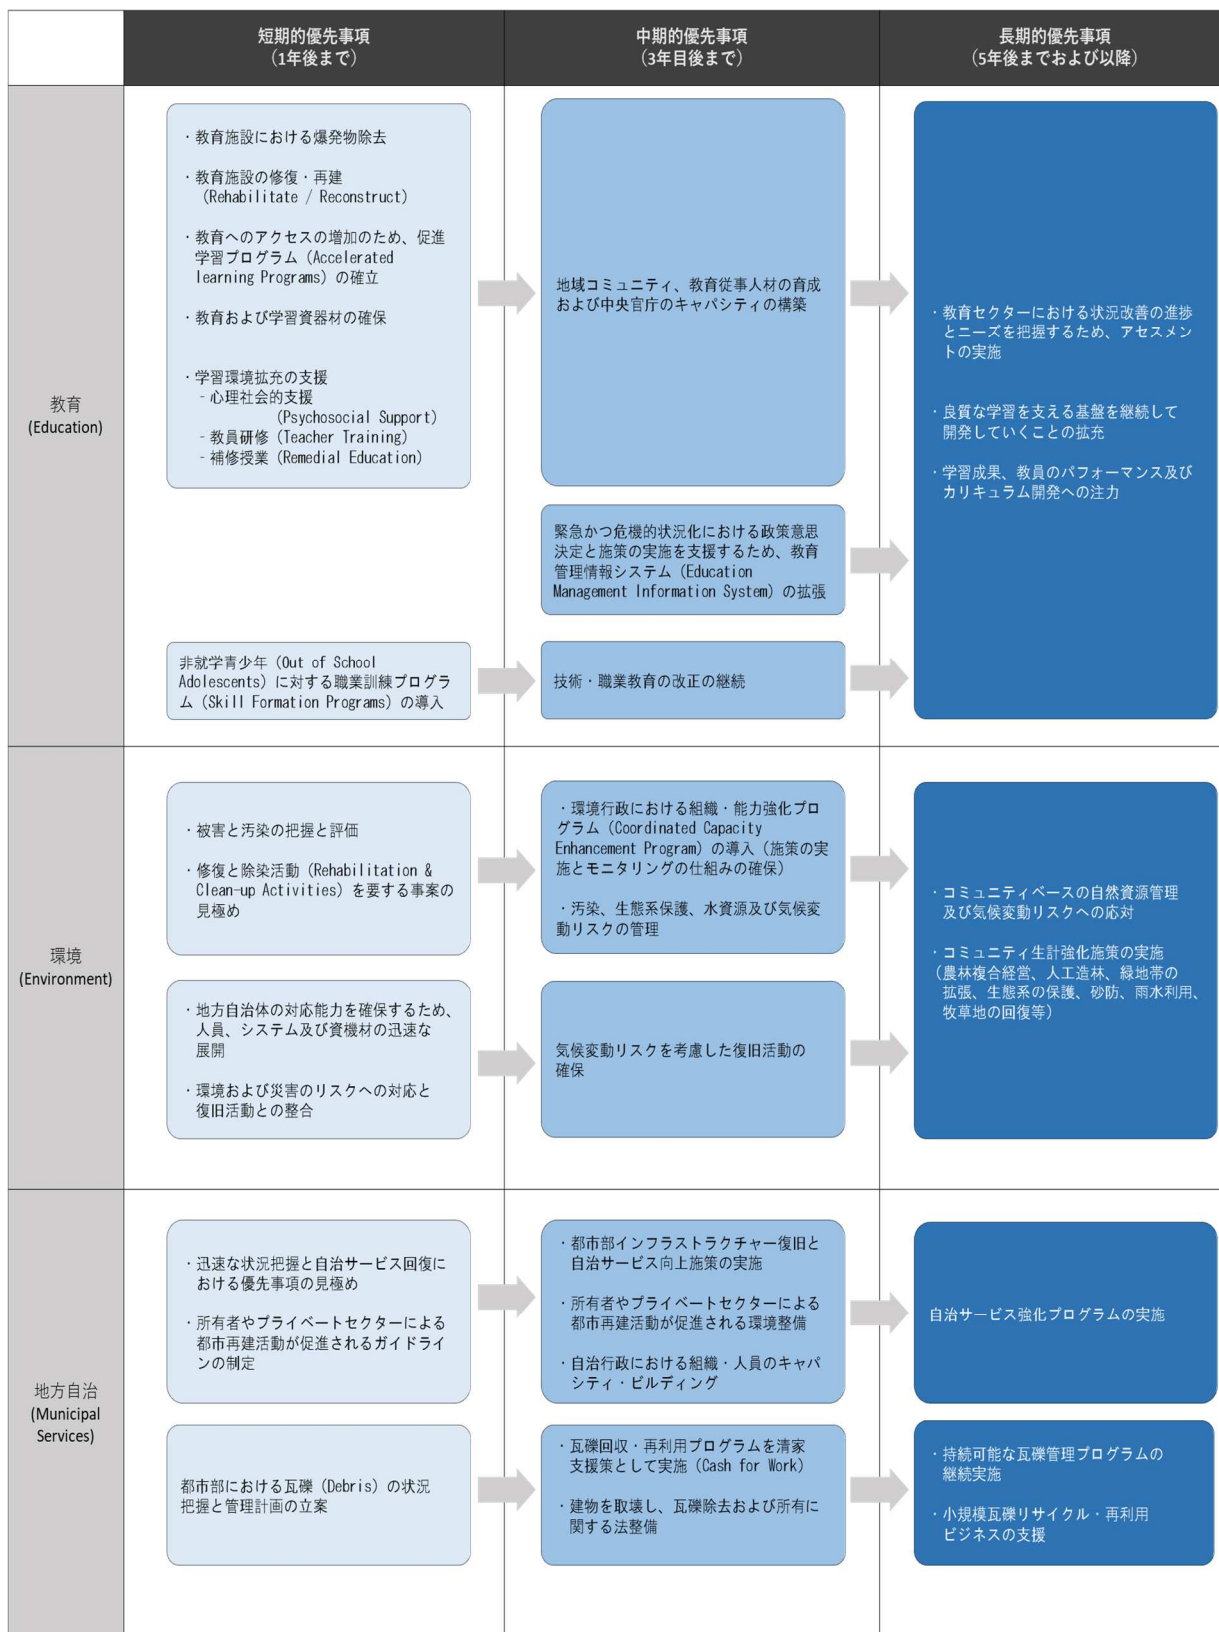 短期的優先事項
（1年後まで）
中期的優先事項
（3年目後まで）
長期的優先事項
（5年後までおよび以降）
教育
(Education)
・教育施設における爆発物除去
・教育施設の修復・再建
（Rehabilitate / Reconstruct）
・教育へのアクセスの増加のため、促進
学習プログラム（Accelerated
learning Programs）の確立
・教育および学習資器材の確保
・学習環境拡充の支援
- 心理社会的支援
（Psychosocial Support）
- 教員研修（Teacher Training）
- 補修授業（Remedial Education）
地域コミュニティ、教育従事人材の育成
および中央官庁のキャパシティの構築
・教育セクターにおける状況改善の進捗
とニーズを把握するため、アセスメン
トの実施
・良質な学習を支える基盤を継続して
開発していくことの拡充
・学習成果、教員のパフォーマンス及び
カリキュラム開発への注力
緊急かつ危機的状況化における政策意思
決定と施策の実施を支援するため、教育
管理情報システム（Education
Management Information System）の拡張
非就学青少年（Out of School
Adolescents）に対する職業訓練プログラ
ム（Skill Formation Programs）の導入
技術・職業教育の改正の継続
環境
(Environment)
・被害と汚染の把握と評価
・修復と除染活動（Rehabilitation &
Clean-up Activities）を要する事案の
見極め
・環境行政における組織・能力強化プロ
グラム（Coordinated Capacity
Enhancement Program）の導入（施策の実
施とモニタリングの仕組みの確保）
・汚染、生態系保護、水資源及び気候変
動リスクの管理
・コミュニティベースの自然資源管理
及び気候変動リスクへの応対
・コミュニティ生計強化施策の実施
（農林複合経営、人工造林、緑地帯の
拡張、生態系の保護、砂防、雨水利用、
牧草地の回復等）
・地方自治体の対応能力を確保するため、
人員、システム及び資機材の迅速な
展開
・環境および災害のリスクへの対応と
復旧活動との整合
気候変動リスクを考慮した復旧活動の
確保
地方自治
(Municipal
Services)
・迅速な状況把握と自治サービス回復に
おける優先事項の見極め
・所有者やプライベートセクターによる
都市再建活動が促進されるガイドライ
ンの制定
・都市部インフラストラクチャー復旧と
自治サービス向上施策の実施
・所有者やプライベートセクターによる
都市再建活動が促進される環境整備
・自治行政における組織・人員のキャパ
シティ・ビルディング
自治サービス強化プログラムの実施
都市部における瓦礫（Debris）の状況
把握と管理計画の立案
・瓦礫回収・再利用プログラムを清家
支援策として実施（Cash for Work）
・建物を取壊し、瓦礫除去および所有に
関する法整備
・持続可能な瓦礫管理プログラムの
継続実施
・小規模瓦礫リサイクル・再利用
ビジネスの支援